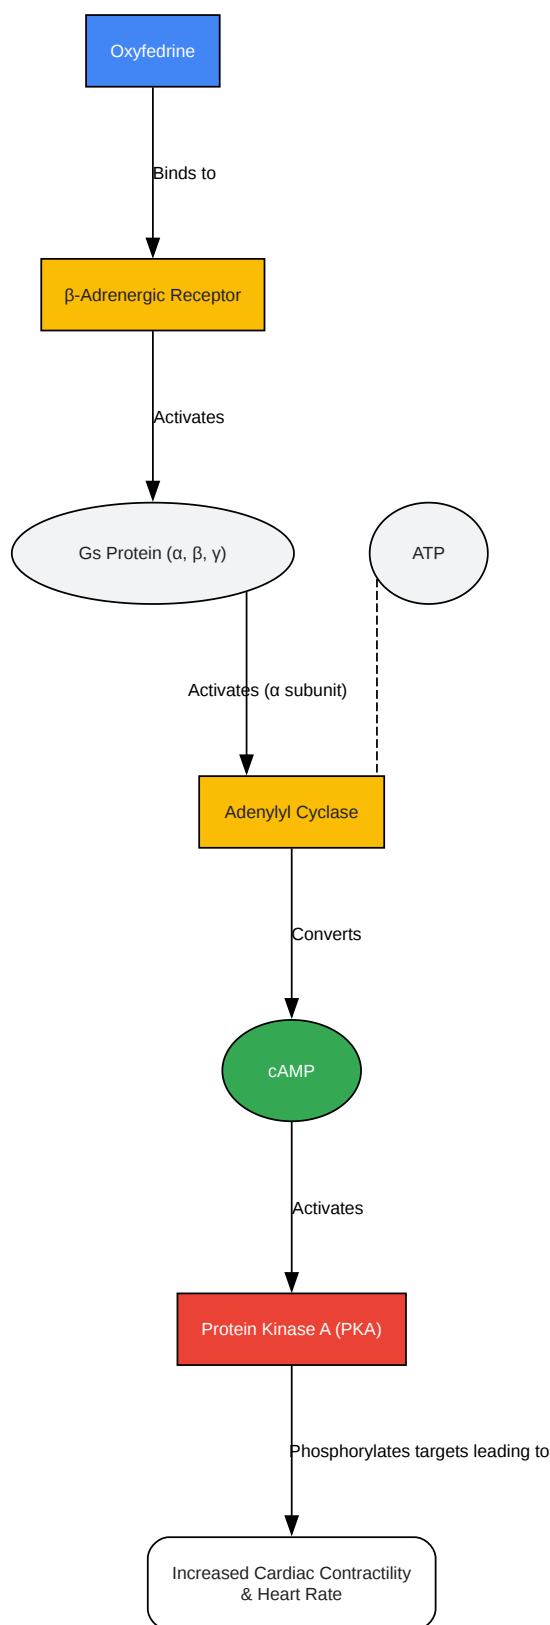 Oxyfedrine
Binds to
β-Adrenergic Receptor
Activates
Gs Protein (α, β, γ)
ATP
Activates (α subunit)
Adenylyl Cyclase
Converts
cAMP
Activates
Protein Kinase A (PKA)
Phosphorylates targets leading to
Increased Cardiac Contractility
& Heart Rate